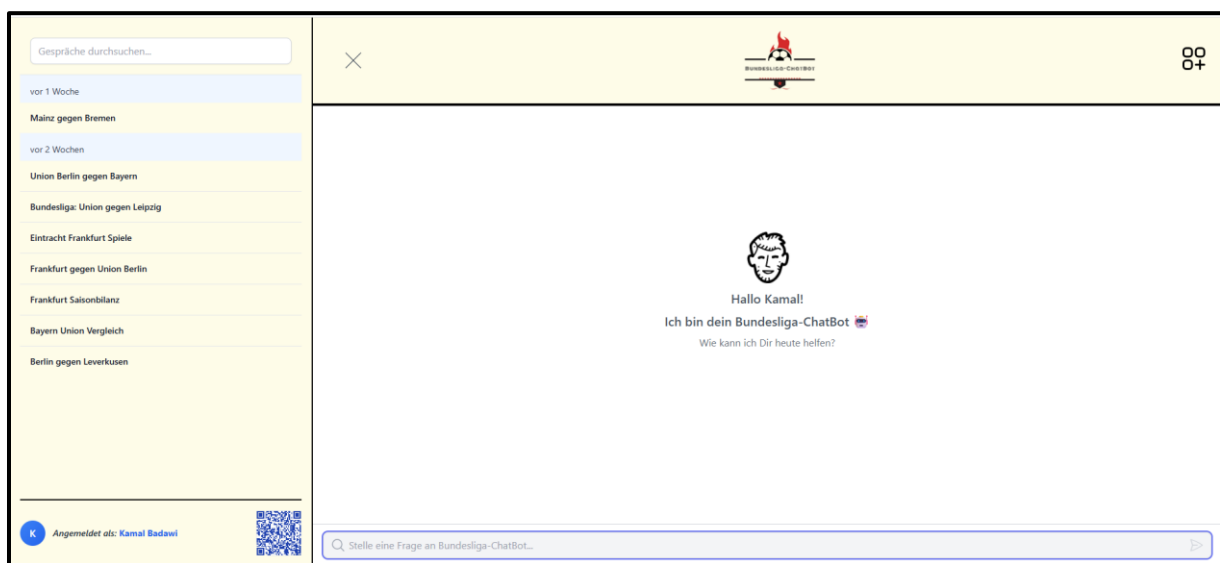 Gespräche durchsuchen...
vor 1 Woche
Mainz gegen Bremen
vor 2 Wochen
Union Berlin gegen Bayern
Bundesliga: Union gegen Leipzig
Eintracht Frankfurt Spiele
Frankfurt gegen Union Berlin
Frankfurt Saisonbilanz
Bayern Union Vergleich
Berlin gegen Leverkusen
K
Angemeldet als: Kamal Badawi
Bundesliga-ChatBot
Hallo Kamal!
Ich bin dein Bundesliga-ChatBot
Wie kann ich Dir heute helfen?
Stelle eine Frage an Bundesliga-ChatBot...